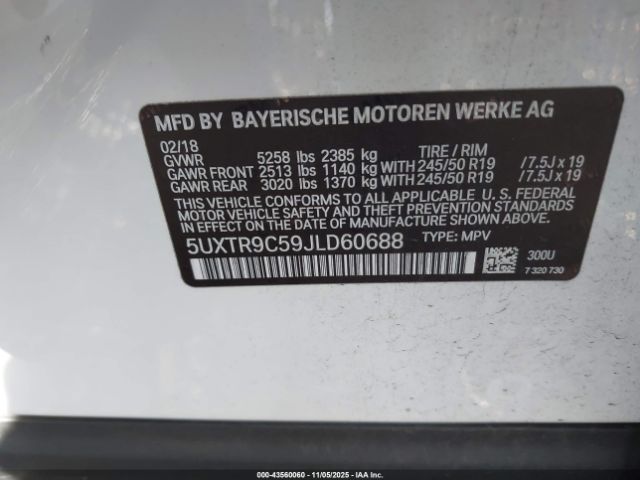 MFD BY BAYERISCHE MOTOREN WERKE AG
02/18 TIRE / RIM
GVWR 5258 lbs 2385 kg
GAWR FRONT 2513 lbs 1140 kg WITH 245/50 R19 /7.5J x 19
GAWR REAR 3020 lbs 1370 kg WITH 245/50 R19 /7.5J x 19
THIS VEHICLE CONFORMS TO ALL APPLICABLE U. S. FEDERAL
MOTOR VEHICLE SAFETY, BUMPER, AND THEFT PREVENTION
STANDARDS IN EFFECT ON THE DATE OF MANUFACTURE SHOWN ABOVE.
5UXTR9C59JLD60688 TYPE: MPV
300U
7 320 730
000-43560060 - 11/05/2025 - IAAI.COM